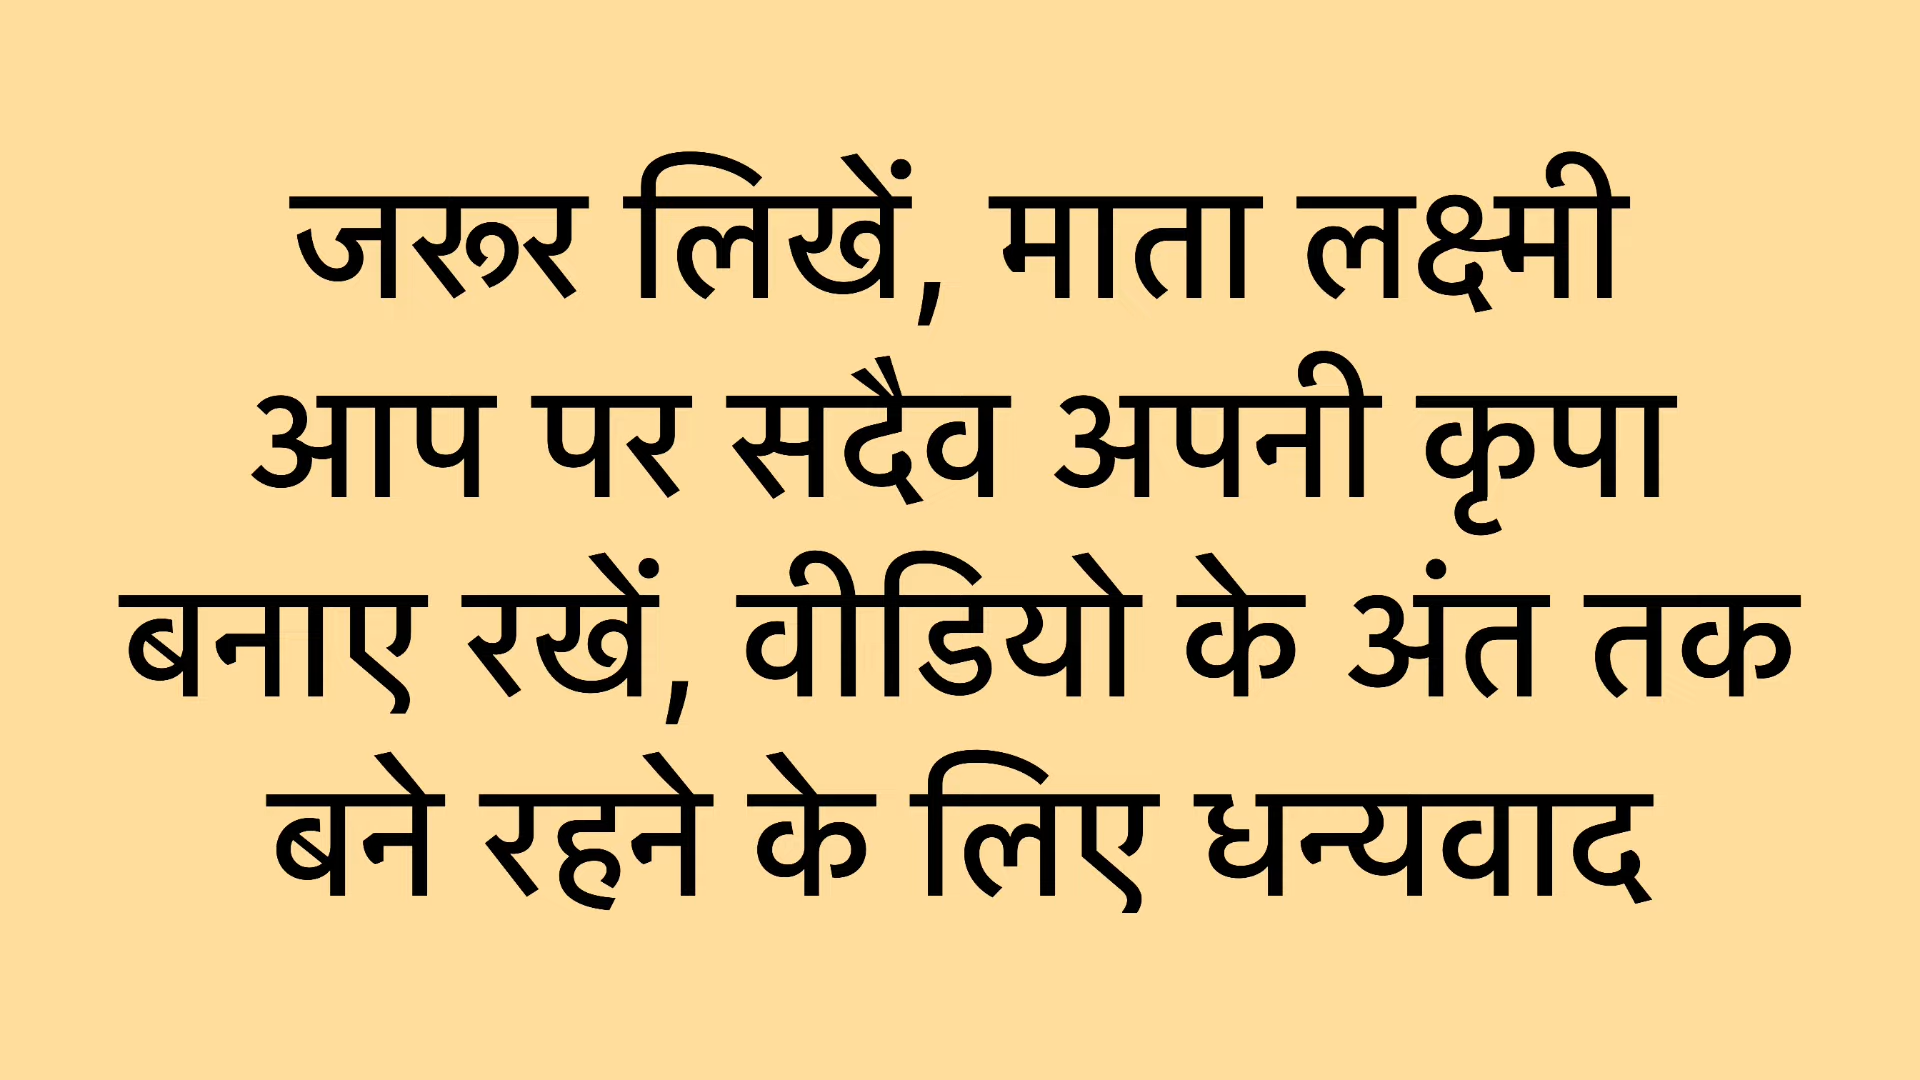 जरूर लिखें, माता लक्ष्मी
आप पर सदैव अपनी कृपा
बनाए रखें, वीडियो के अंत तक
बने रहने के लिए धन्यवाद